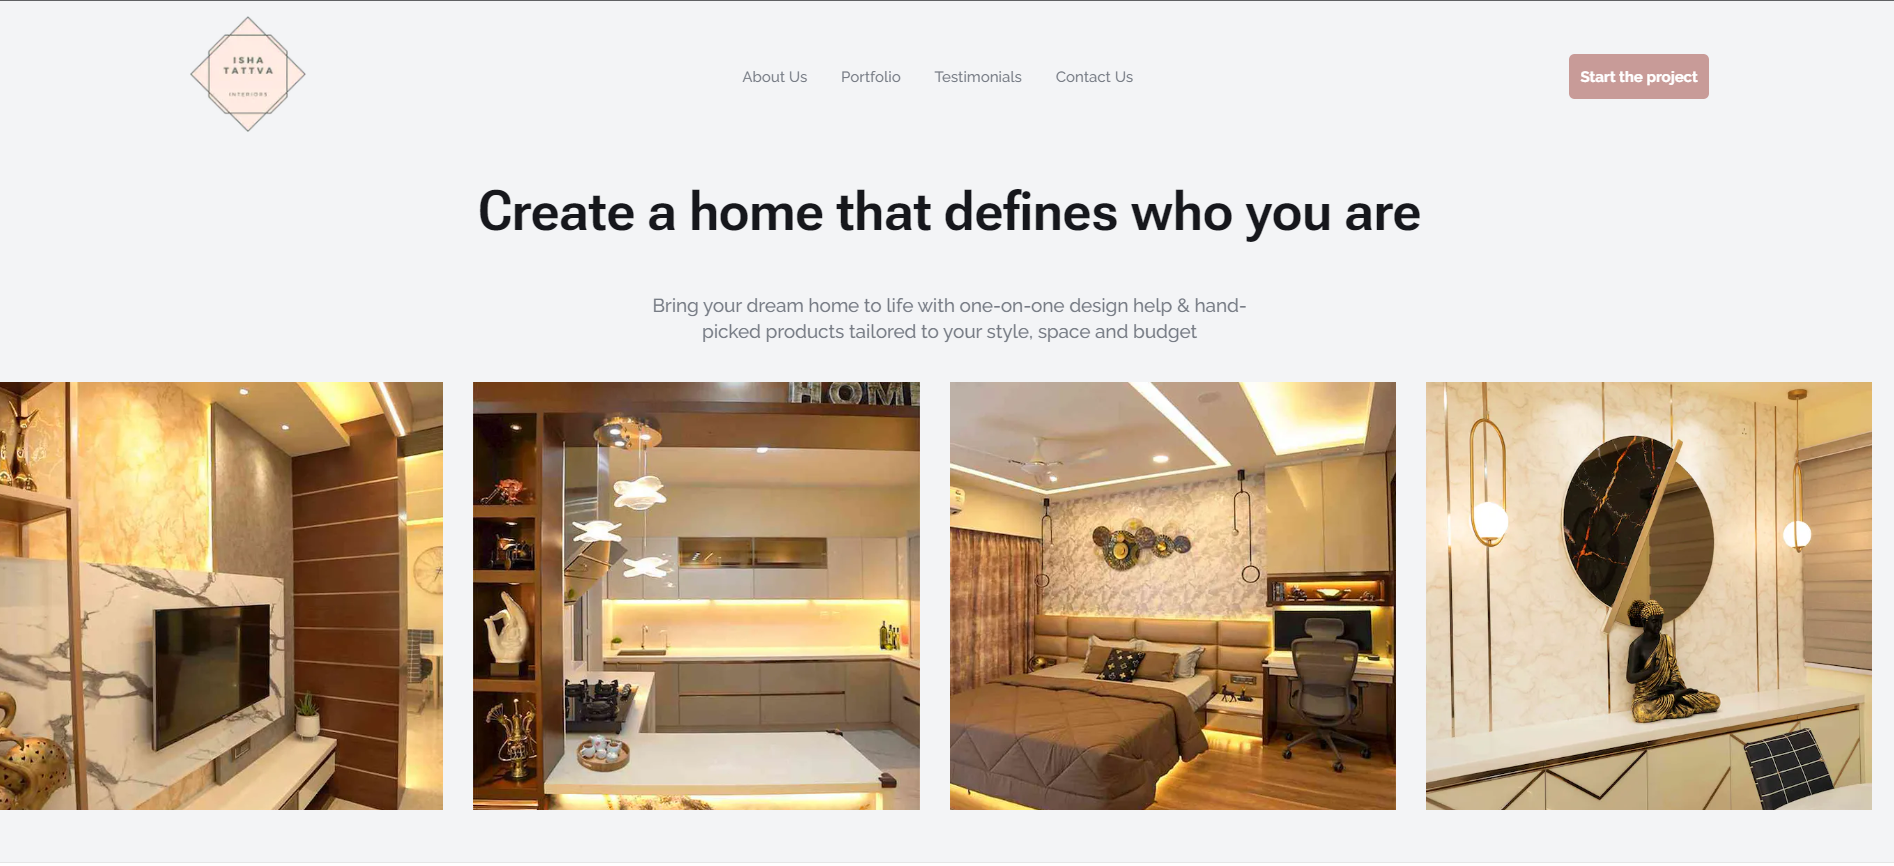 ISHA
TATTVA
INTERIORS
About Us
Portfolio
Testimonials
Contact Us
Start the project
Create a home that defines who you are
Bring your dream home to life with one-on-one design help & hand-
picked products tailored to your style, space and budget
HOME